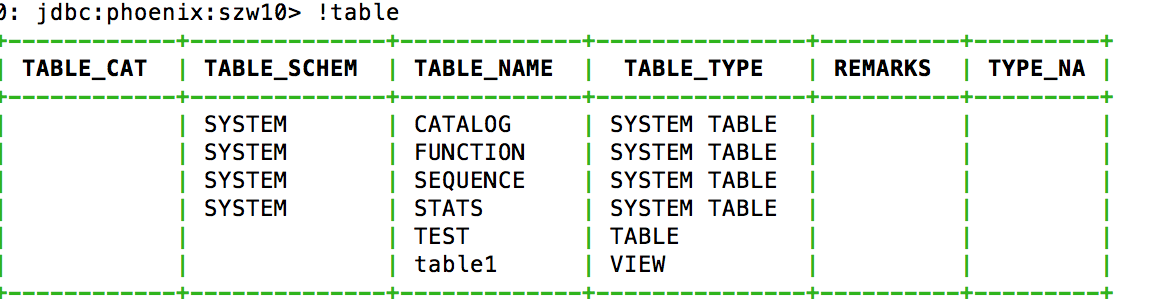 0: jdbc:phoenix:szw10> !table
TABLE_CAT | TABLE_SCHEM | TABLE_NAME | TABLE_TYPE | REMARKS | TYPE_NA |
| SYSTEM | CATALOG | SYSTEM TABLE | | |
| SYSTEM | FUNCTION | SYSTEM TABLE | | |
| SYSTEM | SEQUENCE | SYSTEM TABLE | | |
| SYSTEM | STATS | SYSTEM TABLE | | |
| | TEST | TABLE | | |
| | table1 | VIEW | | |